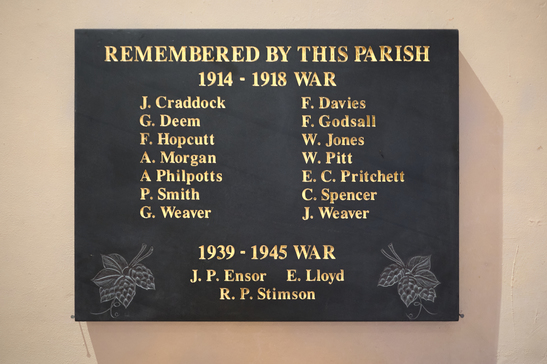 REMEMBERED BY THIS PARISH
1914 - 1918 WAR
J. Craddock
G. Deem
F. Hopcutt
A. Morgan
A Philpotts
P. Smith
G. Weaver
F. Davies
F. Godsall
W. Jones
W. Pitt
E. C. Pritchett
C. Spencer
J. Weaver
1939 - 1945 WAR
J. P. Ensor E. Lloyd
R. P. Stimson